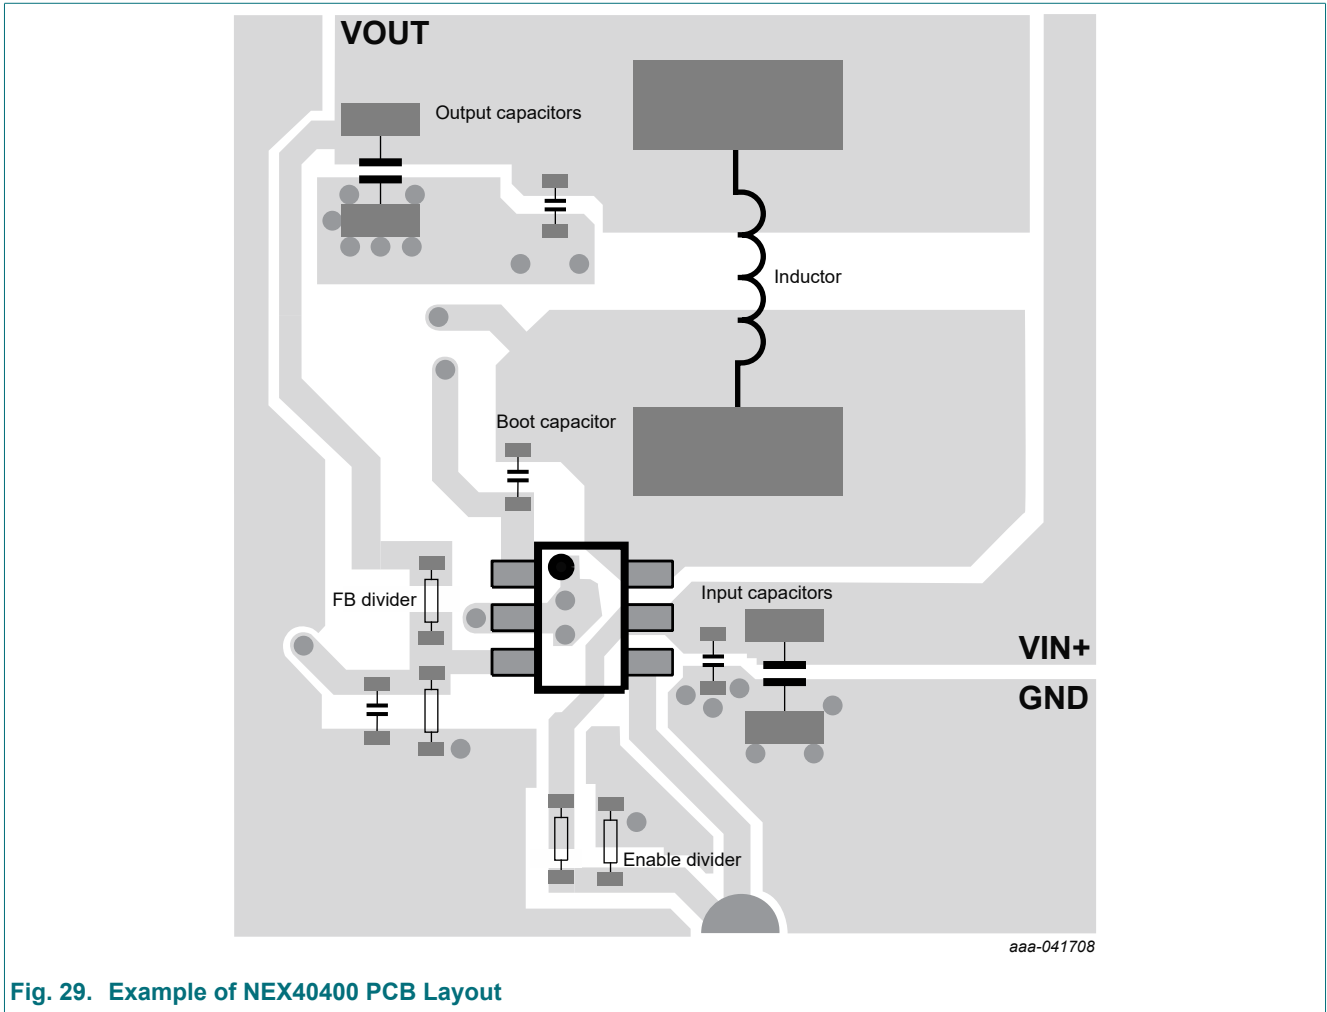 VOUT
Output capacitors
Inductor
Boot capacitor
FB divider
Input capacitors
VIN+
GND
Enable divider
aaa-041708
Fig. 29. Example of NEX40400 PCB Layout